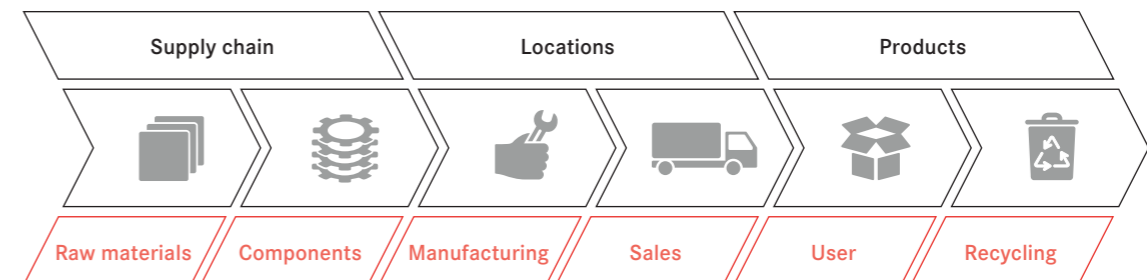 Supply chain
Locations
Products
Raw materials
Components
Manufacturing
Sales
User
Recycling